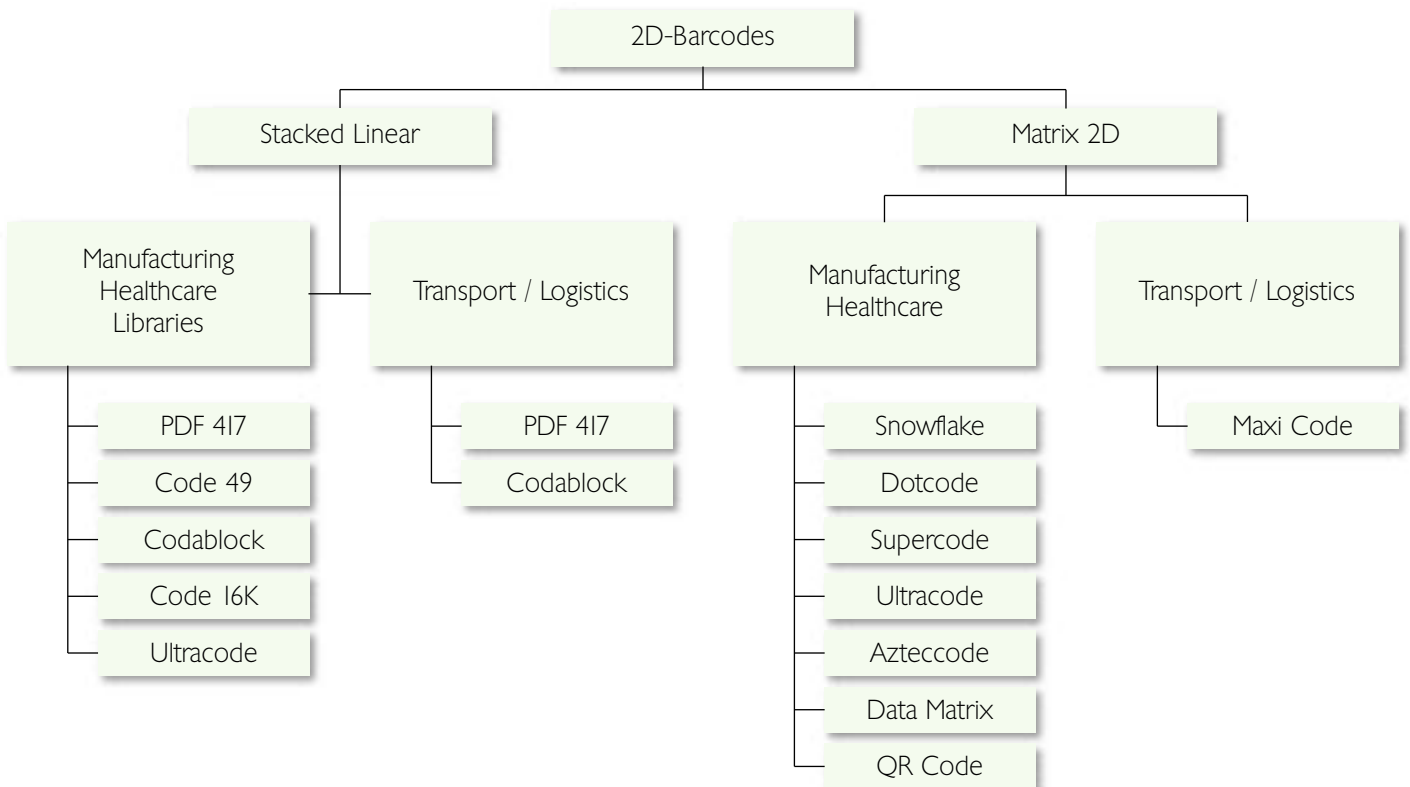 2D-Barcodes
Stacked Linear
Matrix 2D
Manufacturing
Healthcare
Libraries
Transport / Logistics
Manufacturing
Healthcare
Transport / Logistics
PDF 417
Code 49
Codablock
Code 16K
Ultracode
PDF 417
Codablock
Snowflake
Dotcode
Supercode
Ultracode
Azteccode
Data Matrix
QR Code
Maxi Code